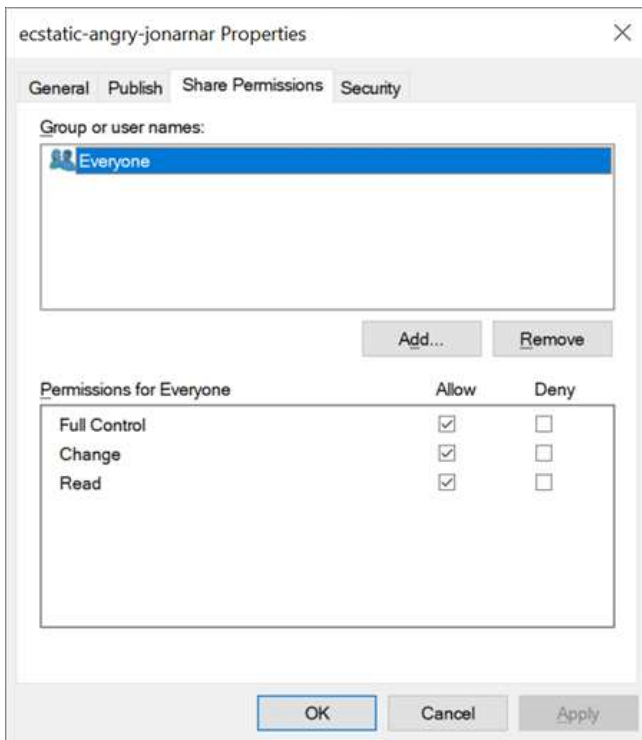 ecstatic-angry-jonarnar Properties
General Publish Share Permissions Security
Group or user names:
Everyone
Add... Remove
Permissions for Everyone Allow Deny
Full Control
Change
Read
OK Cancel Apply